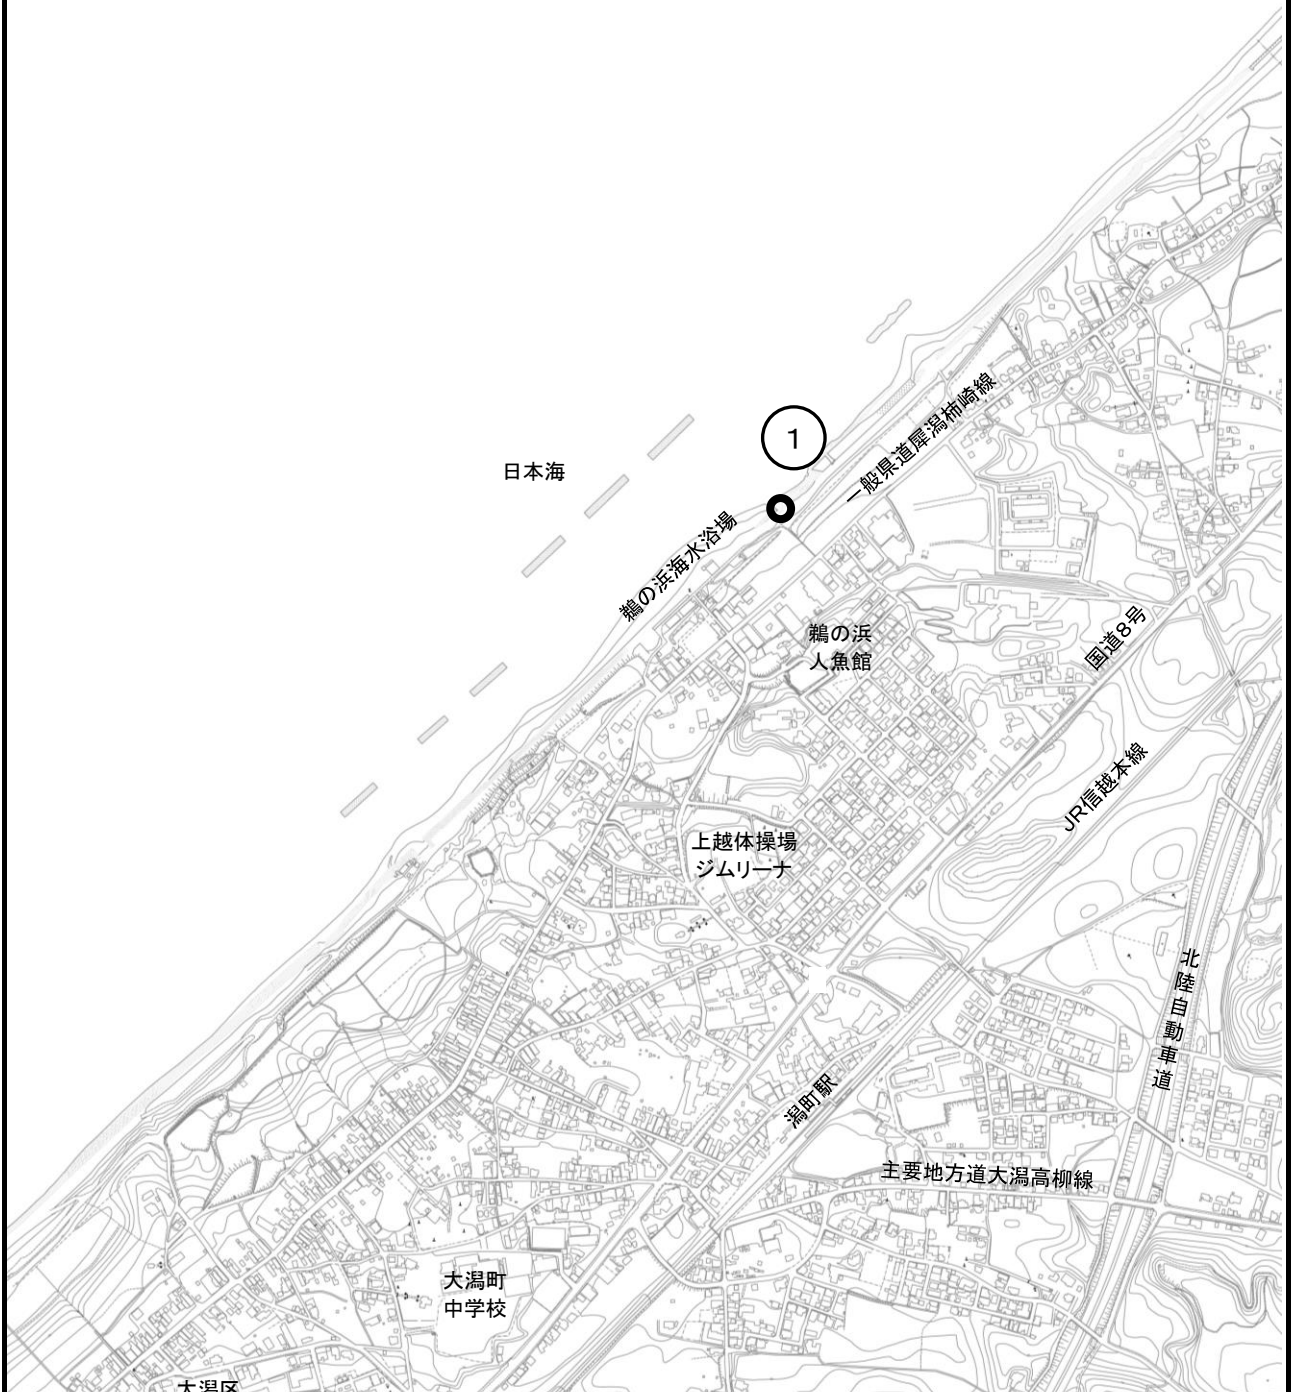 1
日本海
一般県道犀潟柿崎線
鵜の浜海水浴場
鵜の浜
人魚館
国道8号
JR信越本線
上越体操場
ジムリーナ
北陸自動車道
潟町駅
主要地方道大潟高柳線
大潟町
中学校
大潟区